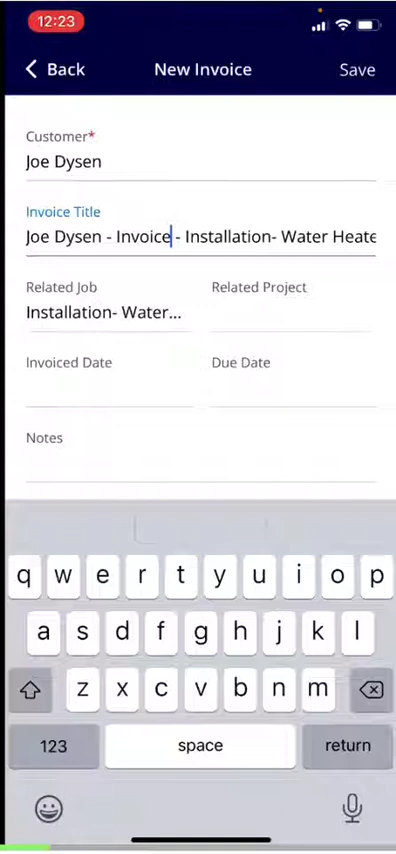 12:23
Back New Invoice Save
Customer*
Joe Dysen
Invoice Title
Joe Dysen - Invoice - Installation- Water Heate
Related Job Related Project
Installation- Water...
Invoiced Date Due Date
Notes
q w e r t y u i o p
a s d f g h j k l
z x c v b n m
123 space return